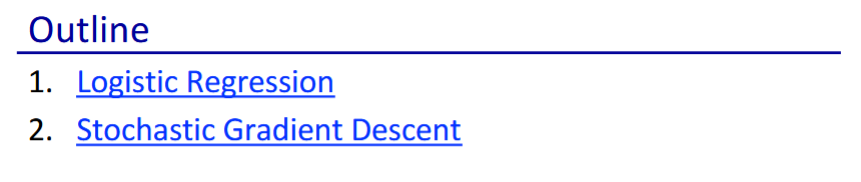 Outline
1. Logistic Regression
2. Stochastic Gradient Descent